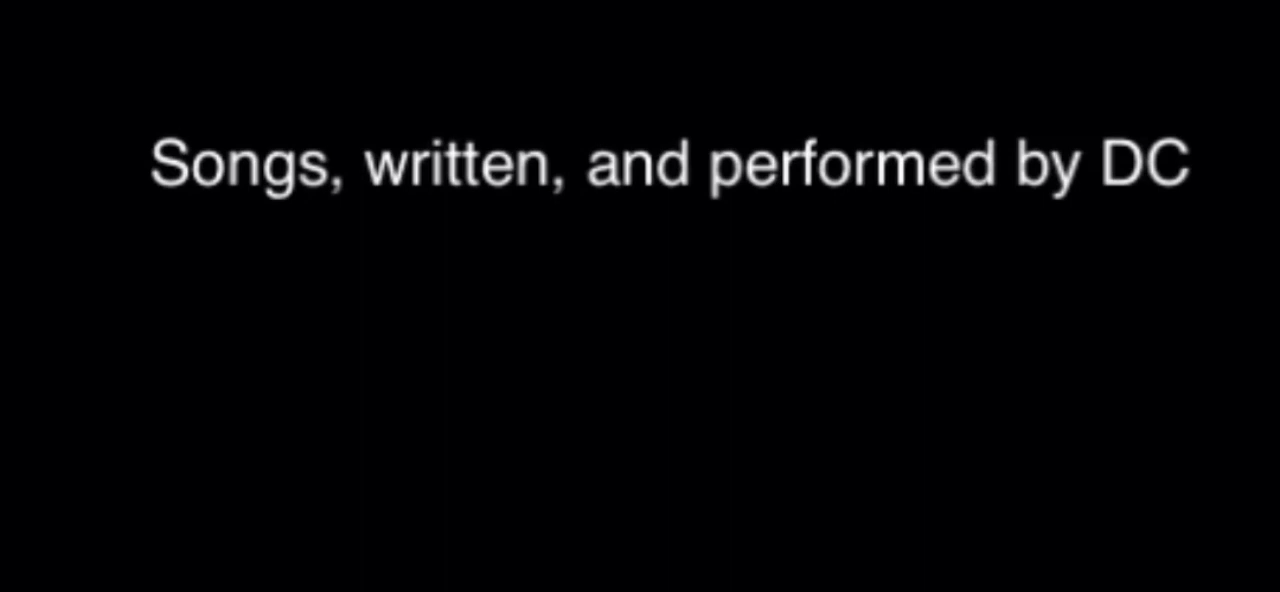 Songs, written, and performed by DC